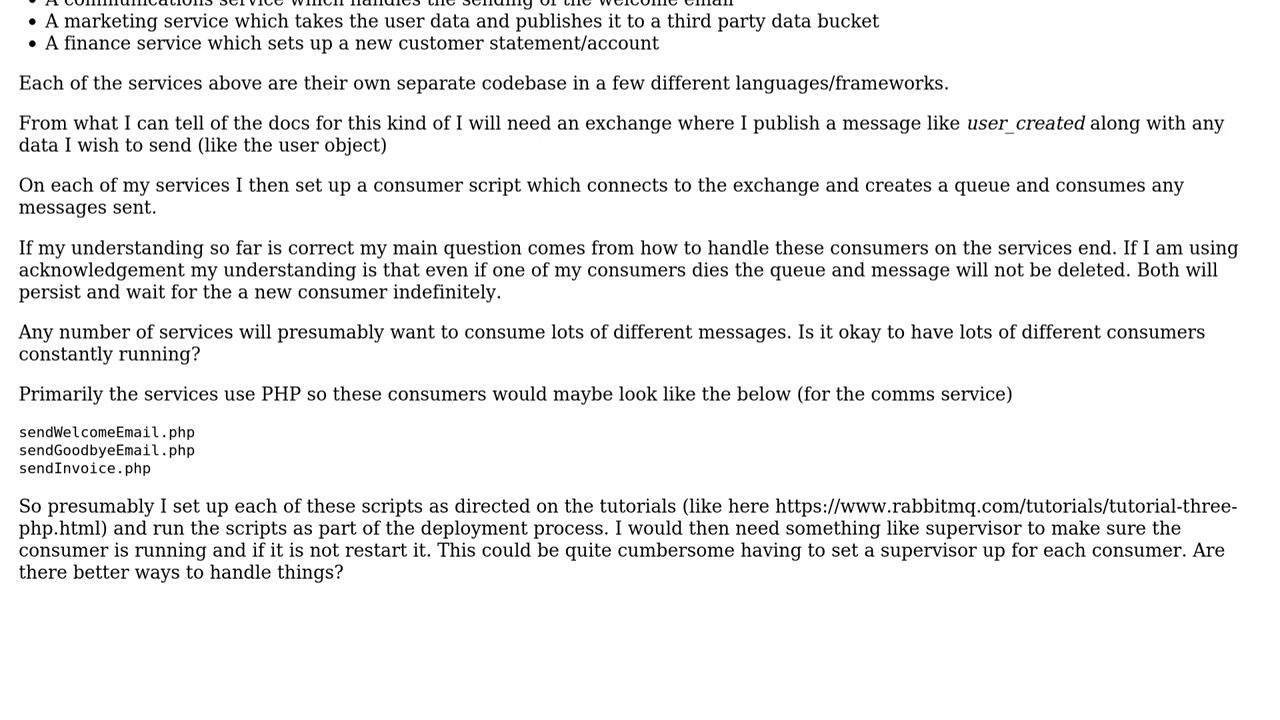 • A communications service which handles the sending of the welcome email
• A marketing service which takes the user data and publishes it to a third party data bucket
• A finance service which sets up a new customer statement/account
Each of the services above are their own separate codebase in a few different languages/frameworks.
From what I can tell of the docs for this kind of I will need an exchange where I publish a message like user_created along with any
data I wish to send (like the user object)
On each of my services I then set up a consumer script which connects to the exchange and creates a queue and consumes any
messages sent.
If my understanding so far is correct my main question comes from how to handle these consumers on the services end. If I am using
acknowledgement my understanding is that even if one of my consumers dies the queue and message will not be deleted. Both will
persist and wait for the a new consumer indefinitely.
Any number of services will presumably want to consume lots of different messages. Is it okay to have lots of different consumers
constantly running?
Primarily the services use PHP so these consumers would maybe look like the below (for the comms service)
sendWelcomeEmail.php
sendGoodbyeEmail.php
sendInvoice.php
So presumably I set up each of these scripts as directed on the tutorials (like here https://www.rabbitmq.com/tutorials/tutorial-three-
php.html) and run the scripts as part of the deployment process. I would then need something like supervisor to make sure the
consumer is running and if it is not restart it. This could be quite cumbersome having to set a supervisor up for each consumer. Are
there better ways to handle things?